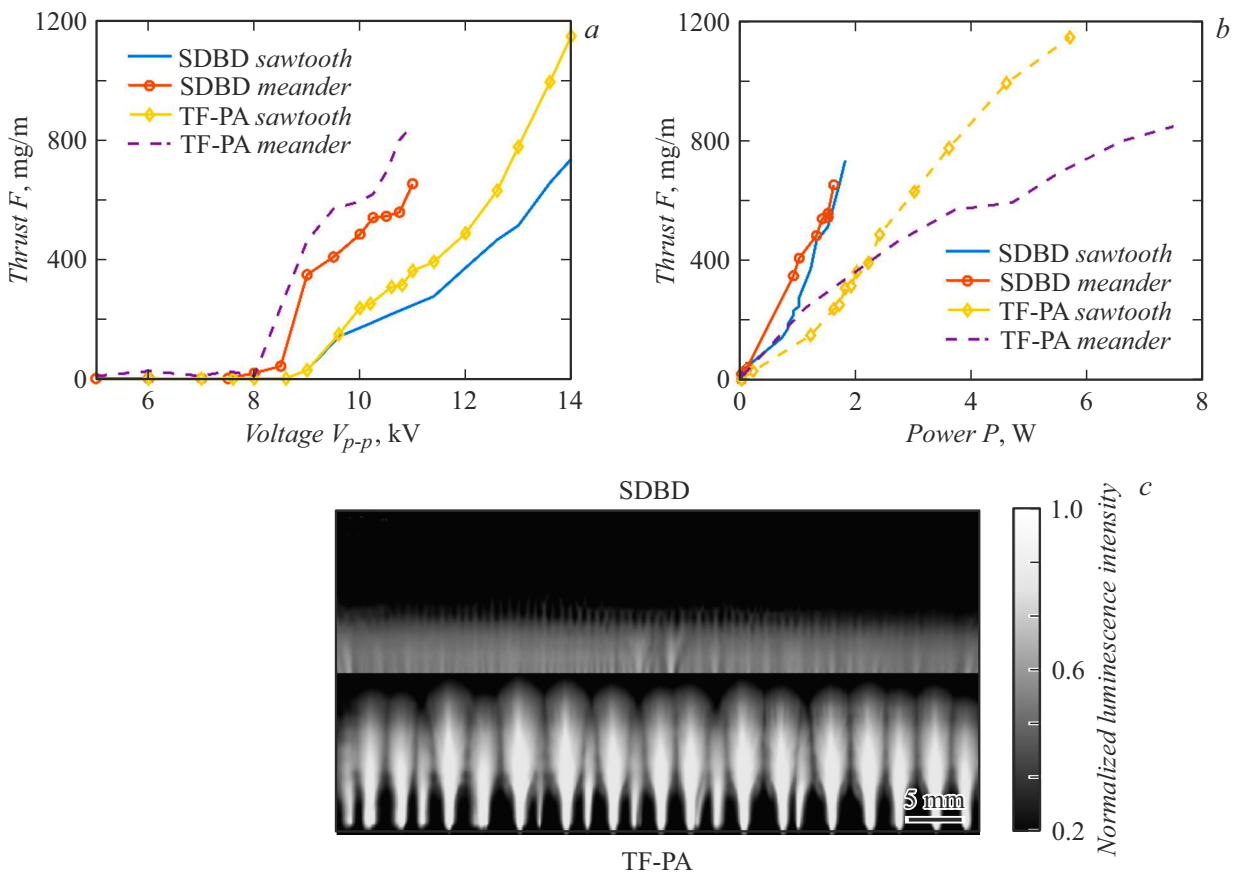 a
1200
800
400
0
Thrust F, mg/m
6 8 10 12 14
Voltage Vp-p, kV
SDBD sawtooth
SDBD meander
TF-PA sawtooth
TF-PA meander
b
1200
800
400
0
Thrust F, mg/m
0 2 4 6 8
Power P, W
SDBD sawtooth
SDBD meander
TF-PA sawtooth
TF-PA meander
c
SDBD
5 mm
TF-PA
1.0
0.6
0.2
Normalized luminescence intensity